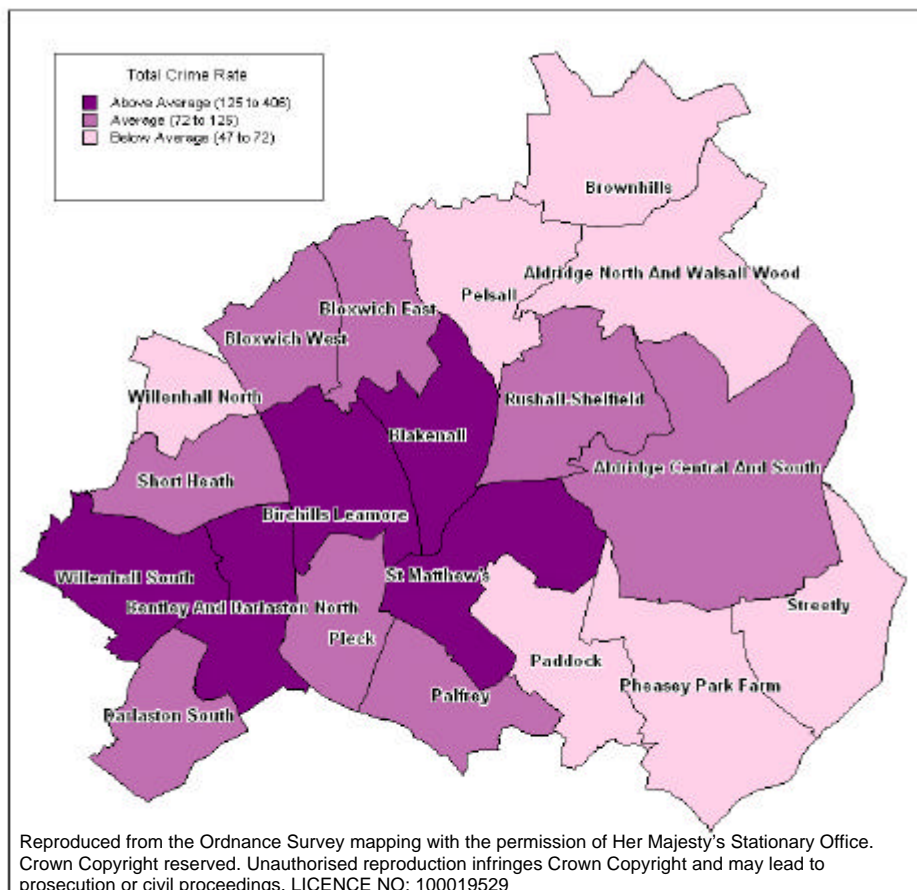 Total Crime Rate
Above Average (125 to 406)
Average (72 to 125)
Below Average (47 to 72)
Brownhills
Aldridge North And Walsall Wood
Pelsall
Bloxwich East
Bloxwich West
Willenhall North
Rushall-Shelfield
Blakenall
Short Heath
Aldridge Central And South
Birchills Leamore
Willenhall South
St Matthew's
Bentley And Darlaston North
Streetly
Pleck
Paddock
Pheasey Park Farm
Palfrey
Darlaston South
Reproduced from the Ordnance Survey mapping with the permission of Her Majesty's Stationary Office.
Crown Copyright reserved. Unauthorised reproduction infringes Crown Copyright and may lead to
prosecution or civil proceedings. LICENCE NO: 100019529